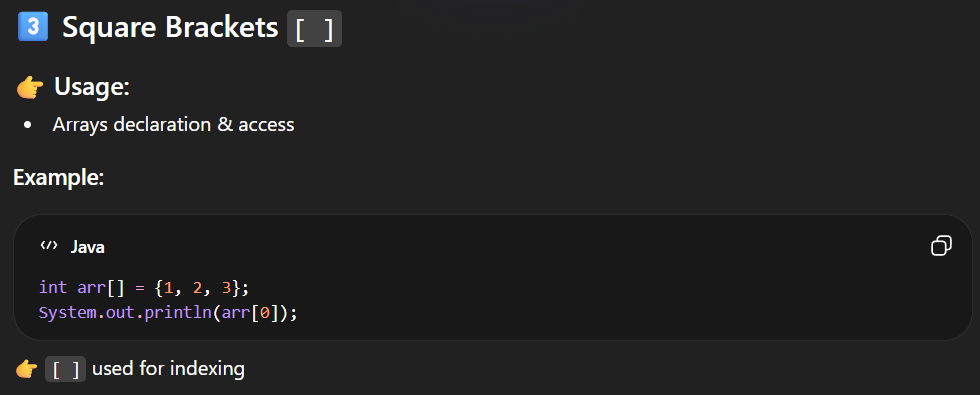 3 Square Brackets [ ]
👉 Usage:
• Arrays declaration & access
Example:
</> Java
int arr[] = {1, 2, 3};
System.out.println(arr[0]);
👉 [ ] used for indexing